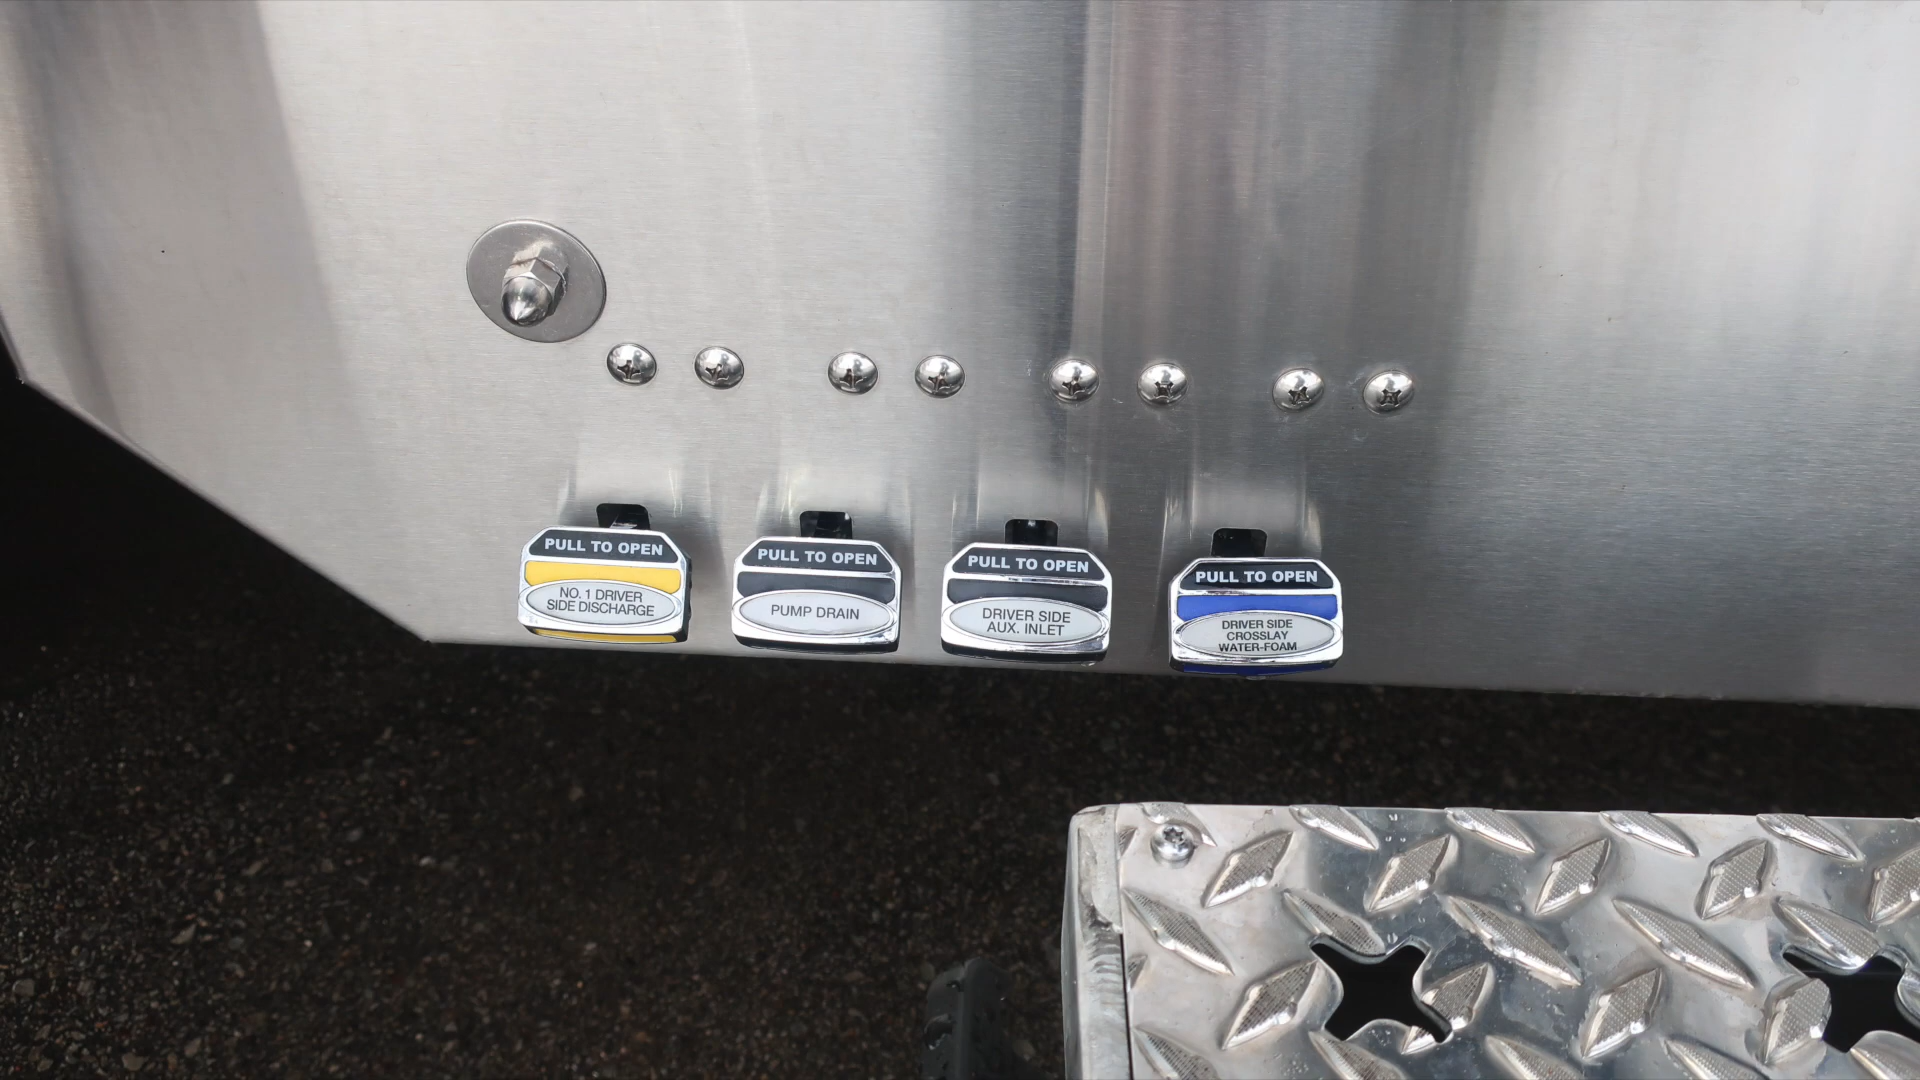 PULL TO OPEN
NO. 1 DRIVER
SIDE DISCHARGE
PULL TO OPEN
PUMP DRAIN
PULL TO OPEN
DRIVER SIDE
AUX. INLET
PULL TO OPEN
DRIVER SIDE
CROSSLAY
WATER-FOAM